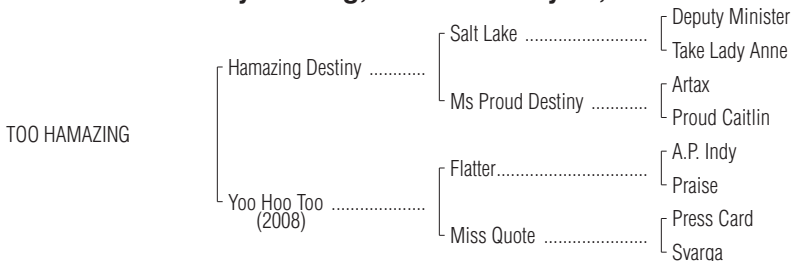 Deputy Minister
Salt Lake ........................
Take Lady Anne
Hamazing Destiny ............
Artax
Ms Proud Destiny ............
Proud Caitlin
TOO HAMAZING
A.P. Indy
Flatter................................
Praise
Yoo Hoo Too ....................
(2008)
Press Card
Miss Quote ......................
Svarga